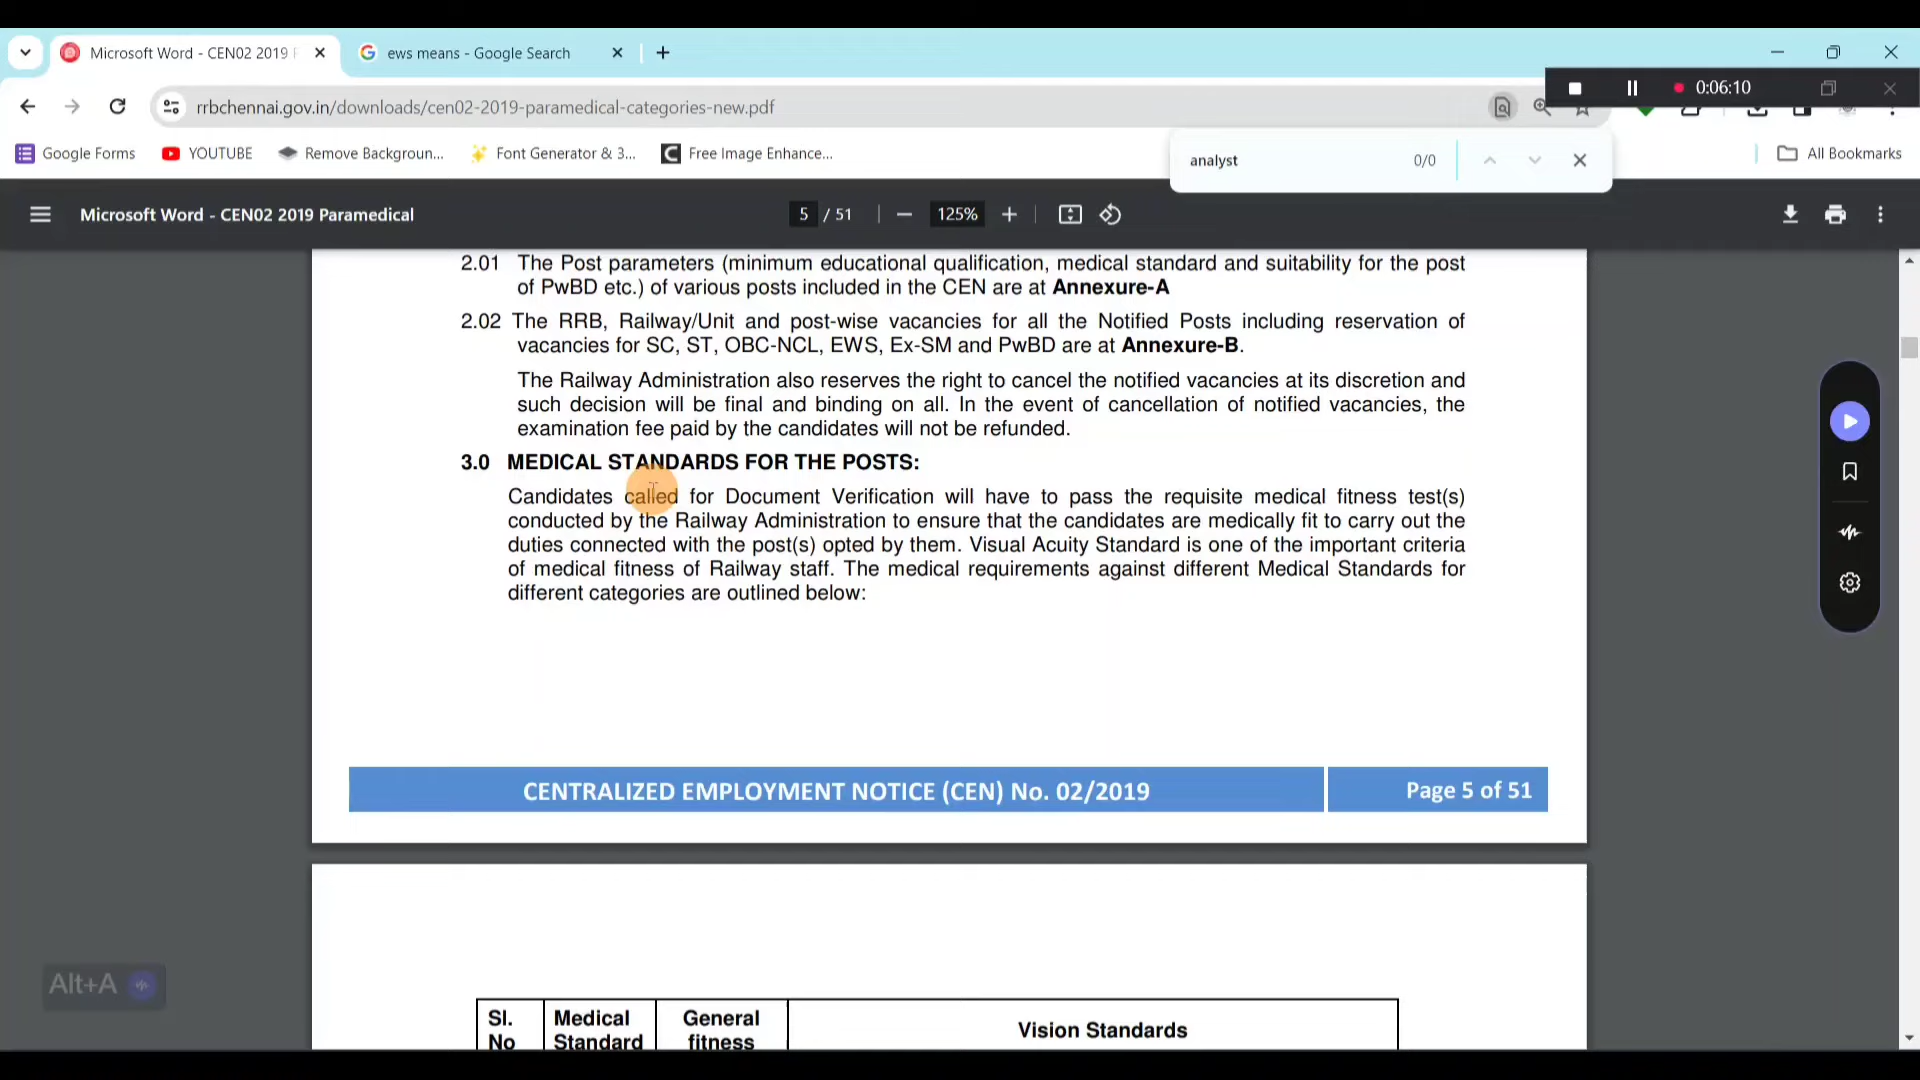 Microsoft Word - CEN02 2019
ews means - Google Search
0:06:10
rrbchennai.gov.in/downloads/cen02-2019-paramedical-categories-new.pdf
Google Forms
YOUTUBE
Remove Backgroun...
Font Generator & 3...
Free Image Enhance...
analyst
0/0
All Bookmarks
Microsoft Word - CEN02 2019 Paramedical
5 / 51
125%
2.01 The Post parameters (minimum educational qualification, medical standard and suitability for the post
of PwBD etc.) of various posts included in the CEN are at Annexure-A
2.02 The RRB, Railway/Unit and post-wise vacancies for all the Notified Posts including reservation of
vacancies for SC, ST, OBC-NCL, EWS, Ex-SM and PwBD are at Annexure-B.
The Railway Administration also reserves the right to cancel the notified vacancies at its discretion and
such decision will be final and binding on all. In the event of cancellation of notified vacancies, the
examination fee paid by the candidates will not be refunded.
3.0 MEDICAL STANDARDS FOR THE POSTS:
Candidates called for Document Verification will have to pass the requisite medical fitness test(s)
conducted by the Railway Administration to ensure that the candidates are medically fit to carry out the
duties connected with the post(s) opted by them. Visual Acuity Standard is one of the important criteria
of medical fitness of Railway staff. The medical requirements against different Medical Standards for
different categories are outlined below:
CENTRALIZED EMPLOYMENT NOTICE (CEN) No. 02/2019
Page 5 of 51
Alt+A
Sl.
No
Medical
Standard
General
fitness
Vision Standards